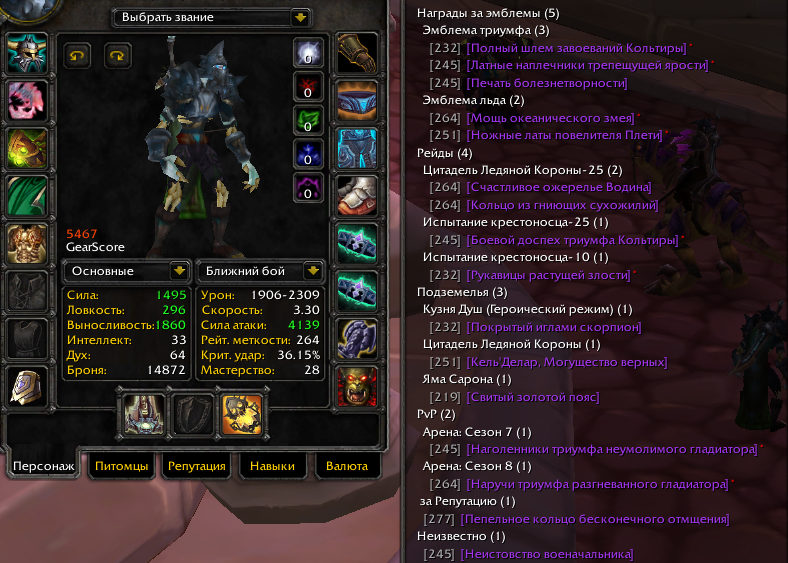 Выбрать звание
0
0
0
0
0
5467
GearScore
Основные
Ближний бой
Сила: 1495
Ловкость: 296
Выносливость:1860
Интеллект: 33
Дух: 64
Броня: 14872
Урон: 1906-2309
Скорость: 3.30
Сила атаки: 4139
Рейт. меткости: 264
Крит. удар: 36.15%
Мастерство: 28
Персонаж
Питомцы
Репутация
Навыки
Валюта
Награды за эмблемы (5)
Эмблема триумфа (3)
[232] [Полный шлем завоеваний Кольтиры]*
[245] [Латные наплечники трепещущей ярости]*
[245] [Печать болезнетворности]
Эмблема льда (2)
[264] [Мощь океанического змея]*
[251] [Ножные латы повелителя Плети]*
Рейды (4)
Цитадель Ледяной Короны-25 (2)
[264] [Счастливое ожерелье Водина]
[264] [Кольцо из гниющих сухожилий]
Испытание крестоносца-25 (1)
[245] [Боевой доспех триумфа Кольтиры]*
Испытание крестоносца-10 (1)
[232] [Рукавицы растущей злости]*
Подземелья (3)
Кузня Душ (Героический режим) (1)
[232] [Покрытый иглами скорпион]
Цитадель Ледяной Короны (1)
[251] [Кель'Делар, Могущество верных]
Яма Сарона (1)
[219] [Свитый золотой пояс]
PvP (2)
Арена: Сезон 7 (1)
[245] [Наголенники триумфа неумолимого гладиатора]*
Арена: Сезон 8 (1)
[264] [Наручи триумфа разгневанного гладиатора]*
за Репутацию (1)
[277] [Пепельное кольцо бесконечного отмщения]
Неизвестно (1)
[245] [Неистовство военачальника]